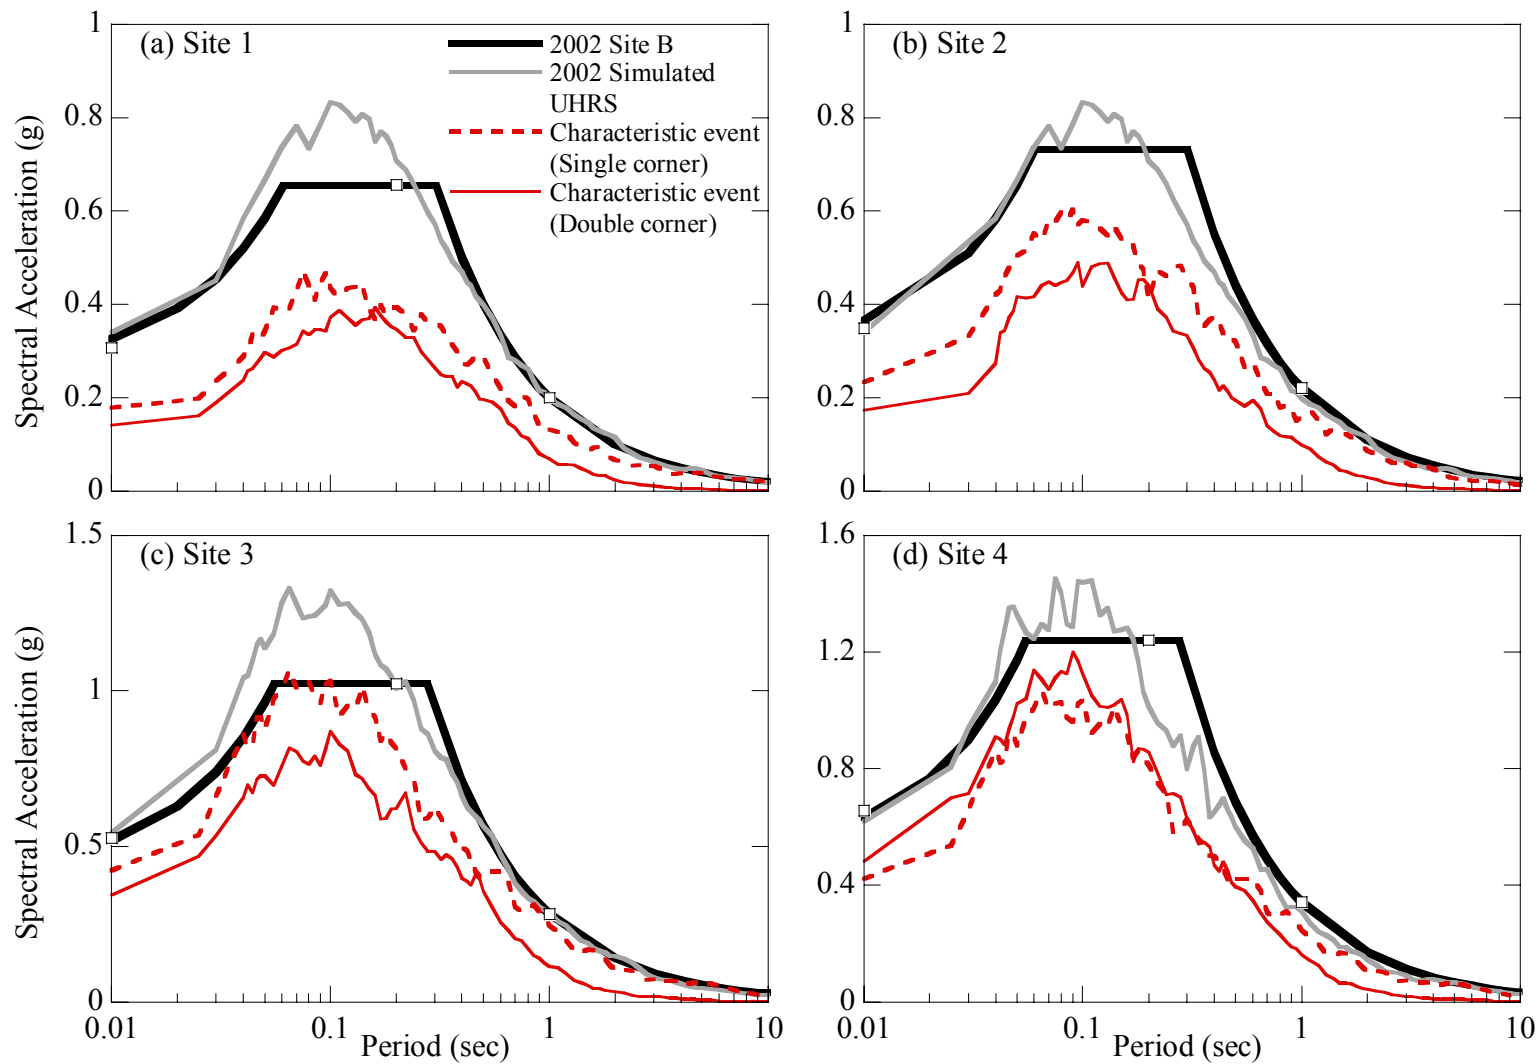 1
(a) Site 1
2002 Site B
2002 Simulated
UHRS
Characteristic event
(Single corner)
Characteristic event
(Double corner)
0.8
0.6
0.4
0.2
0
Spectral Acceleration (g)
1
(b) Site 2
0.8
0.6
0.4
0.2
0
1.5
(c) Site 3
1
0.5
0
Spectral Acceleration (g)
0.01
0.1
1
10
Period (sec)
1.6
(d) Site 4
1.2
0.8
0.4
0
0.01
0.1
1
10
Period (sec)